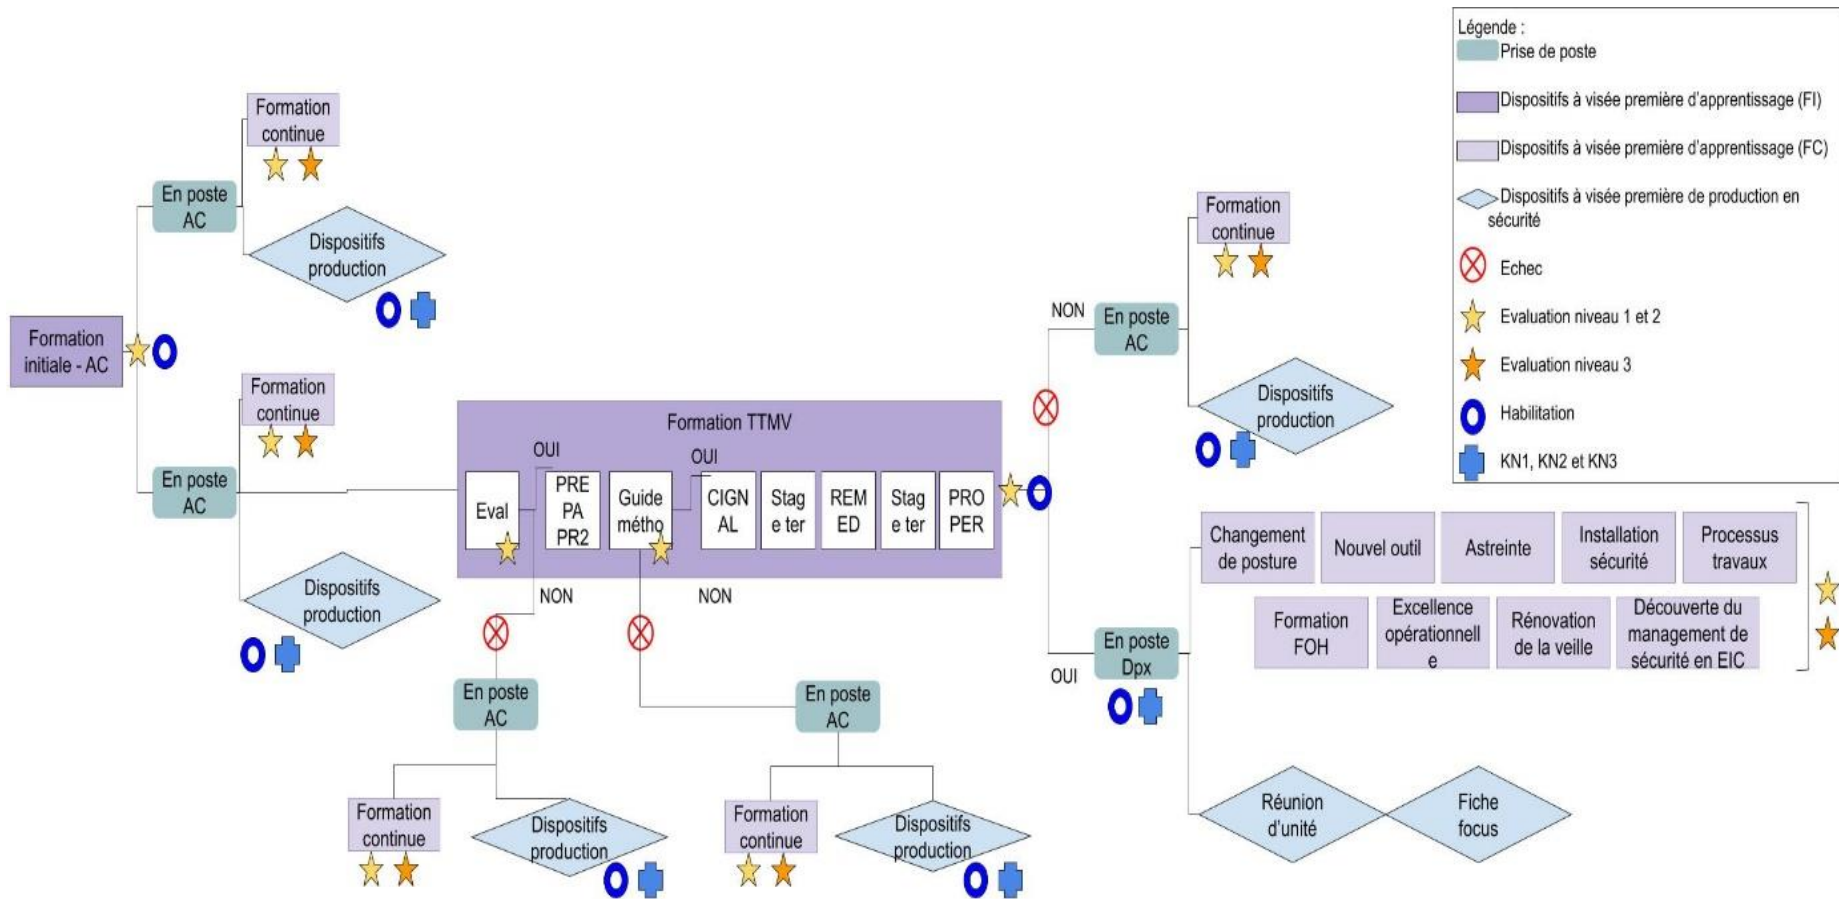 Légende :
Prise de poste
Dispositifs à visée première d'apprentissage (FI)
Dispositifs à visée première d'apprentissage (FC)
Dispositifs à visée première de production en
sécurité
Echec
Evaluation niveau 1 et 2
Evaluation niveau 3
Habilitation
KN1, KN2 et KN3
Formation
initiale - AC
En poste
AC
Formation
continue
Dispositifs
production
En poste
AC
Formation
continue
Dispositifs
production
Formation TTMV
Eval
OUI
PRE
PA
PR2
Guide
métho
OUI
CIGN
AL
Stag
e ter
REM
ED
Stag
e ter
PRO
PER
NON
NON
En poste
AC
Formation
continue
Dispositifs
production
En poste
AC
Formation
continue
Dispositifs
production
NON
En poste
AC
Formation
continue
Dispositifs
production
OUI
En poste
Dpx
Changement
de posture
Nouvel outil
Astreinte
Installation
sécurité
Processus
travaux
Formation
FOH
Excellence
opérationnell
e
Rénovation
de la veille
Découverte du
management de
sécurité en EIC
Réunion
d'unité
Fiche
focus